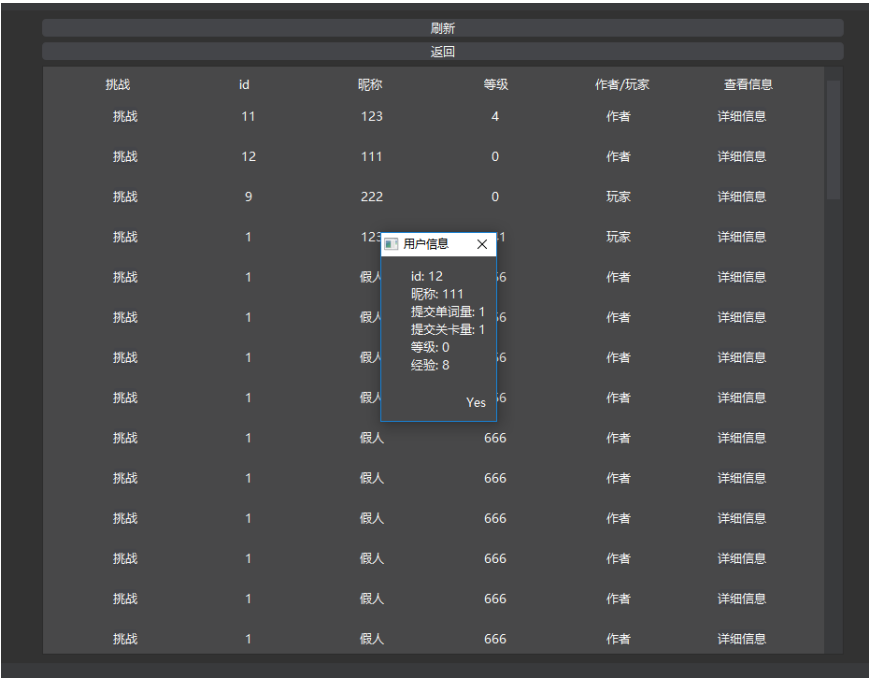 刷新
返回
挑战 id 昵称 等级 作者/玩家 查看信息
挑战 11 123 4 作者 详细信息
挑战 12 111 0 作者 详细信息
挑战 9 222 0 玩家 详细信息
挑战 1 玩家 详细信息
挑战 1 作者 详细信息
挑战 1 作者 详细信息
挑战 1 作者 详细信息
挑战 1 作者 详细信息
用户信息
id: 12
昵称: 111
提交单词量: 1
提交关卡量: 1
等级: 0
经验: 8
Yes
挑战 1 假人 666 作者 详细信息
挑战 1 假人 666 作者 详细信息
挑战 1 假人 666 作者 详细信息
挑战 1 假人 666 作者 详细信息
挑战 1 假人 666 作者 详细信息
挑战 1 假人 666 作者 详细信息